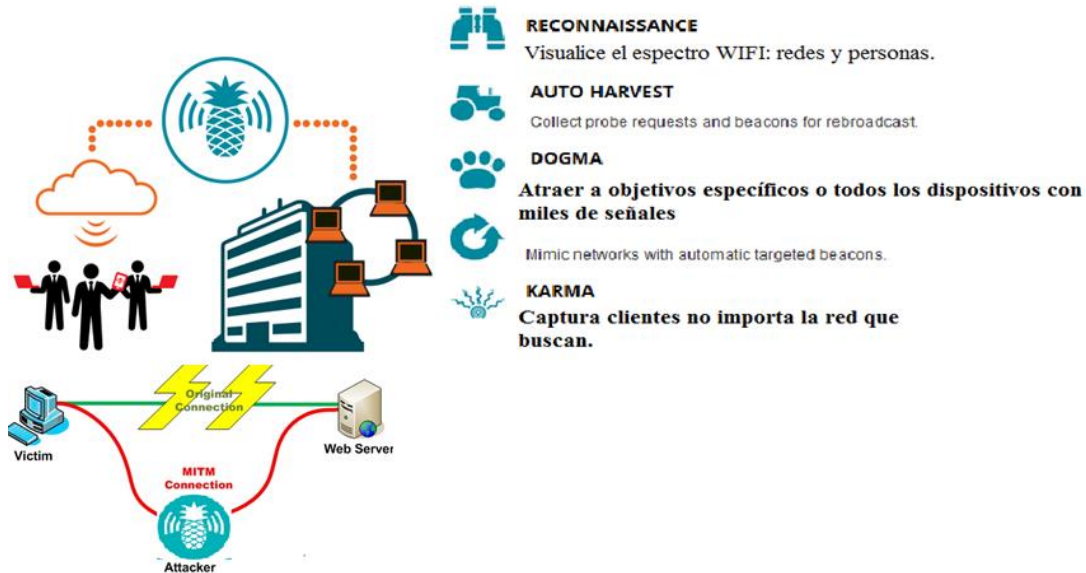 RECONNAISSANCE
Visualice el espectro WIFI: redes y personas.
AUTO HARVEST
Collect probe requests and beacons for rebroadcast.
DOGMA
Atraer a objetivos específicos o todos los dispositivos con
miles de señales
Mimic networks with automatic targeted beacons.
KARMA
Captura clientes no importa la red que
buscan.
Original
Connection
Victim
Web Server
MITM
Connection
Attacker